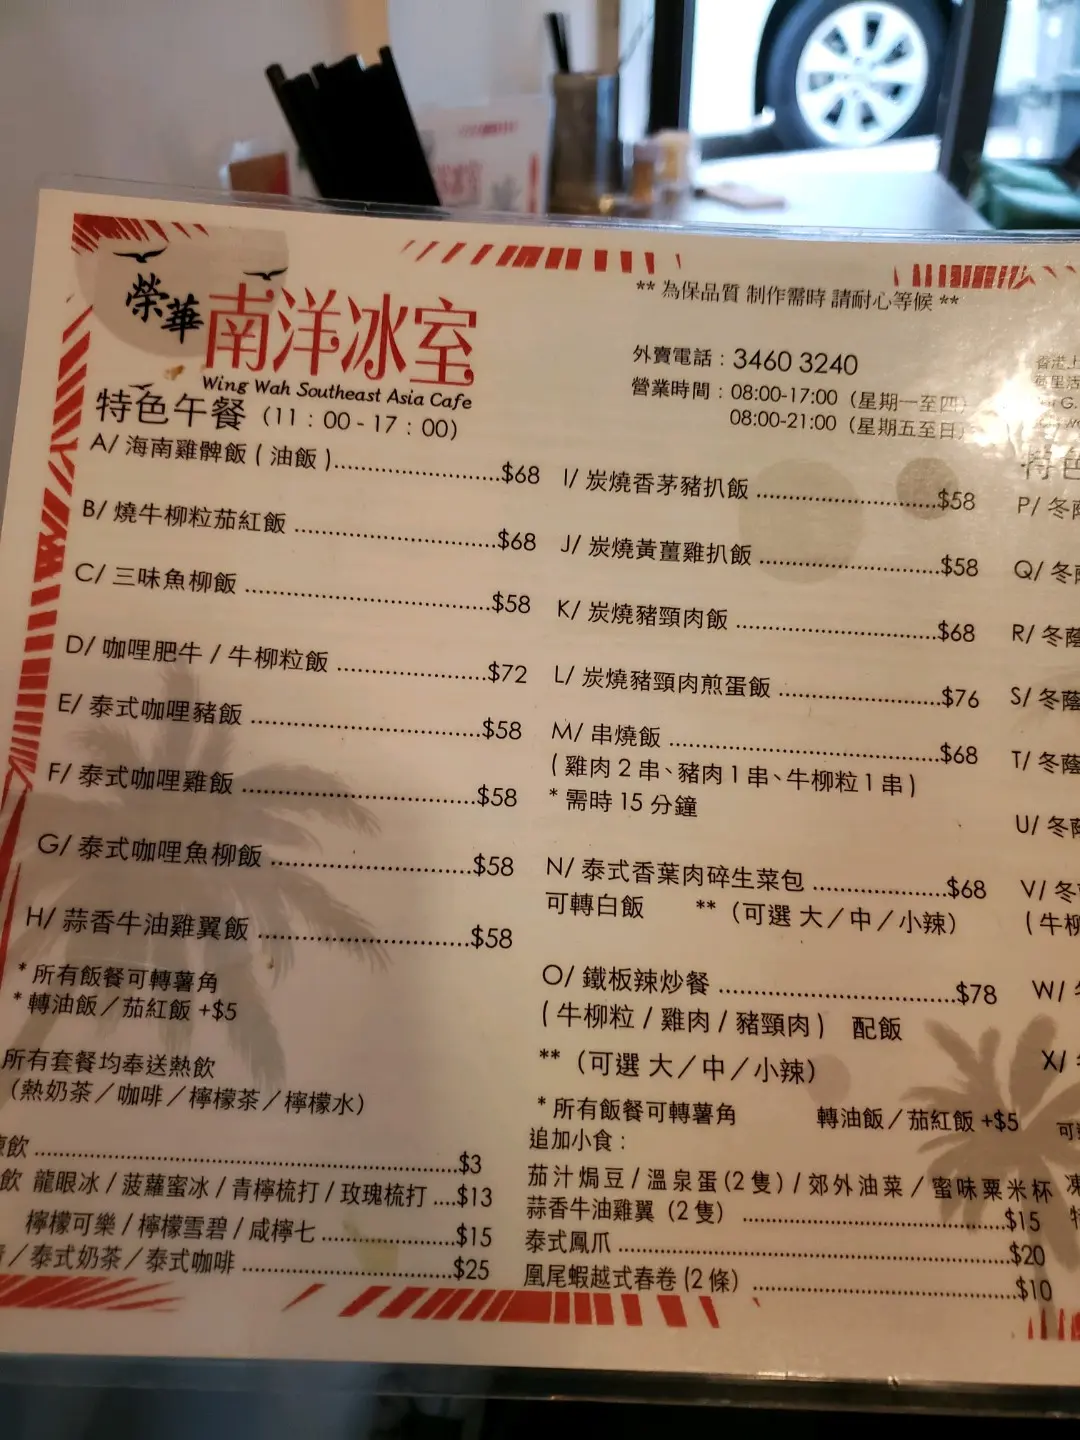 榮華 南洋冰室
Wing Wah Southeast Asia Cafe
** 為保品質 制作需時 請耐心等候 **
外賣電話 : 3460 3240
營業時間 : 08:00-17:00 (星期一至四)
08:00-21:00 (星期五至日)
特色午餐 (11 : 00 - 17 : 00)
A/ 海南雞髀飯 ( 油飯 )..................$68
B/ 燒牛柳粒茄紅飯 ..................$68
C/ 三味魚柳飯 ..................$58
D/ 咖哩肥牛 / 牛柳粒飯 ..................$72
E/ 泰式咖哩豬飯 ..................$58
F/ 泰式咖哩雞飯 ..................$58
G/ 泰式咖哩魚柳飯 ..................$58
H/ 蒜香牛油雞翼飯 ..................$58
* 所有飯餐可轉薯角
* 轉油飯／茄紅飯 +$5
所有套餐均奉送熱飲
（熱奶茶／咖啡／檸檬茶／檸檬水）
凍飲 ..................$3
飲 龍眼冰 / 菠蘿蜜冰 / 青檸梳打 / 玫瑰梳打 ....$13
檸檬可樂 / 檸檬雪碧 / 咸檸七 ..................$15
/ 泰式奶茶 / 泰式咖啡 ..................$25
I/ 炭燒香茅豬扒飯 ..................$58
J/ 炭燒黃薑雞扒飯 ..................$58
K/ 炭燒豬頸肉飯 ..................$68
L/ 炭燒豬頸肉煎蛋飯 ..................$76
M/ 串燒飯 ..................$68
( 雞肉 2 串、豬肉 1 串、牛柳粒 1 串 )
* 需時 15 分鐘
N/ 泰式香葉肉碎生菜包 ..................$68
可轉白飯 **（可選 大／中／小辣）
O/ 鐵板辣炒餐 ..................$78
( 牛柳粒 / 雞肉 / 豬頸肉 ) 配飯
**（可選 大／中／小辣）
* 所有飯餐可轉薯角 轉油飯／茄紅飯 +$5
追加小食 :
茄汁焗豆 / 溫泉蛋 (2 隻) / 郊外油菜 / 蜜味粟米杯
蒜香牛油雞翼（2 隻）..................$15
泰式鳳爪 ..................$20
鳳尾蝦越式春卷 (2 條）..................$10
香港上
特色
P/ 冬蔭
Q/ 冬蔭
R/ 冬蔭
S/ 冬蔭
T/ 冬蔭
U/ 冬蔭
V/ 冬
( 牛柳
W/
X/
可
凍